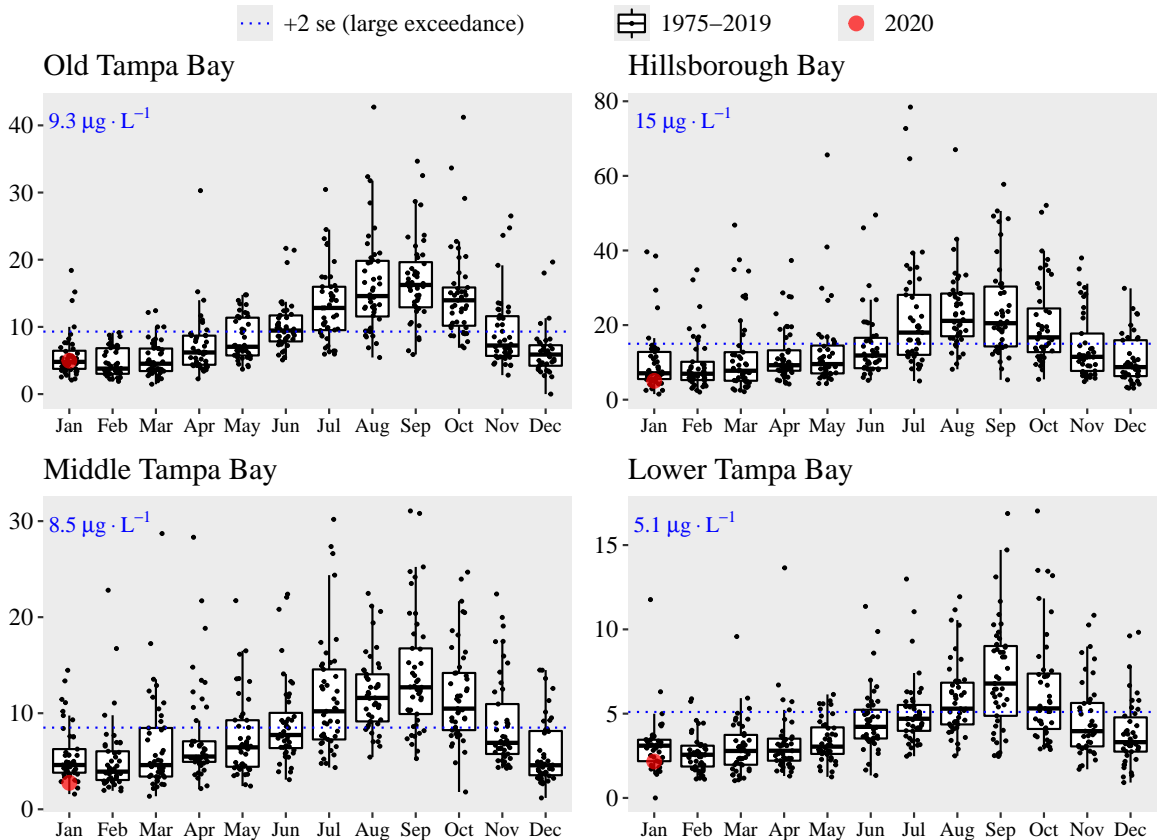 +2 se (large exceedance) 1975–2019 2020
Old Tampa Bay
9.3 μg · L⁻¹
40
30
20
10
0
Jan Feb Mar Apr May Jun Jul Aug Sep Oct Nov Dec
Hillsborough Bay
15 μg · L⁻¹
80
60
40
20
0
Jan Feb Mar Apr May Jun Jul Aug Sep Oct Nov Dec
Middle Tampa Bay
8.5 μg · L⁻¹
30
20
10
0
Jan Feb Mar Apr May Jun Jul Aug Sep Oct Nov Dec
Lower Tampa Bay
5.1 μg · L⁻¹
15
10
5
0
Jan Feb Mar Apr May Jun Jul Aug Sep Oct Nov Dec